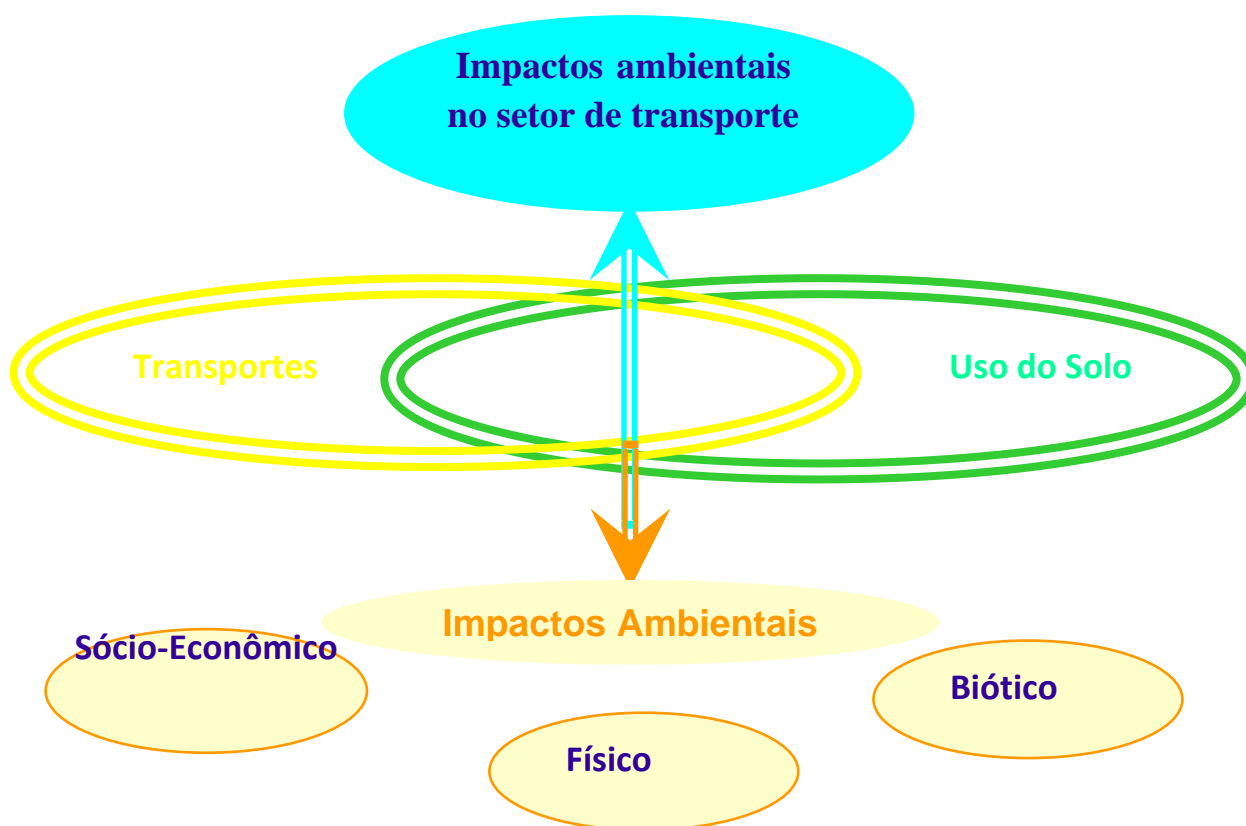 Impactos ambientais
no setor de transporte
Transportes
Uso do Solo
Impactos Ambientais
Sócio-Econômico
Biótico
Físico